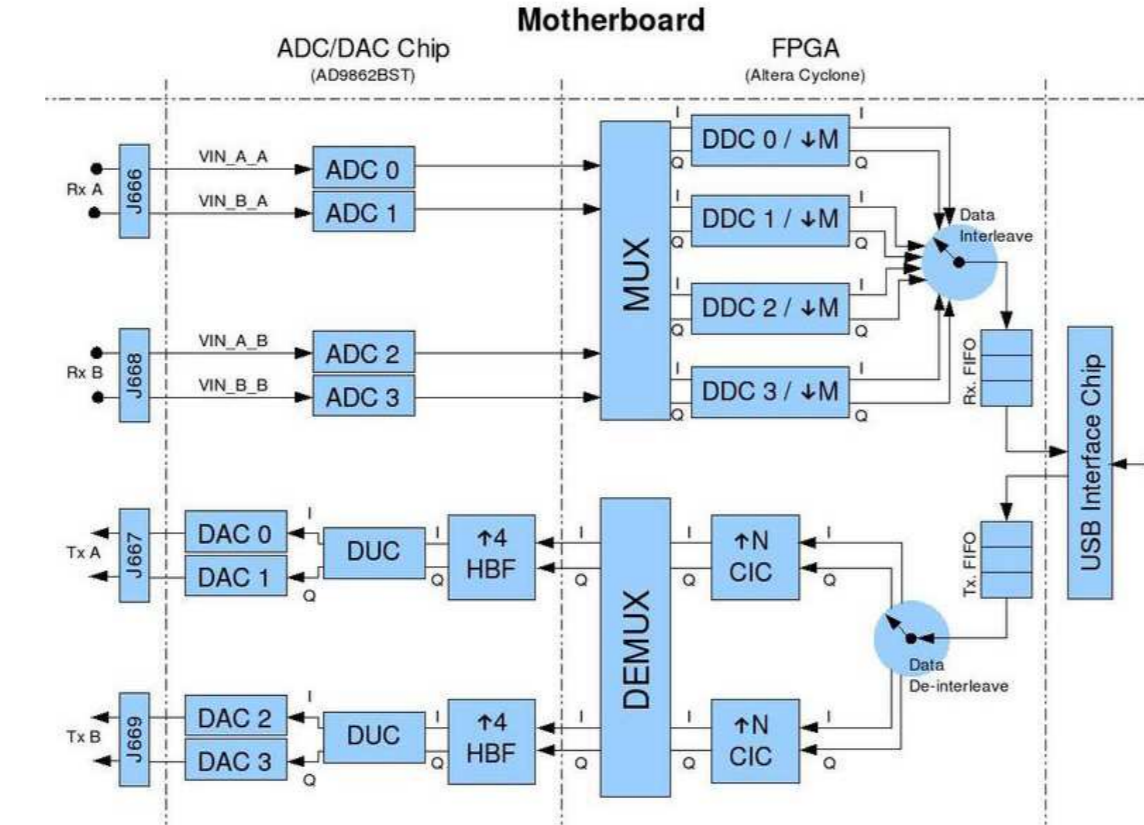 Motherboard
ADC/DAC Chip
(AD9862BST)
FPGA
(Altera Cyclone)
Rx A
J666
VIN_A_A
VIN_B_A
ADC 0
ADC 1
Rx B
J668
VIN_A_B
VIN_B_B
ADC 2
ADC 3
MUX
I
Q
DDC 0 / ↓M
I
Q
I
Q
DDC 1 / ↓M
I
Q
I
Q
DDC 2 / ↓M
I
Q
I
Q
DDC 3 / ↓M
I
Q
Data
Interleave
Rx. FIFO
USB Interface Chip
Tx. FIFO
Data
De-interleave
Tx A
J667
DAC 0
DAC 1
I
Q
DUC
I
Q
↑4
HBF
I
Q
DEMUX
I
Q
↑N
CIC
I
Q
Tx B
J669
DAC 2
DAC 3
I
Q
DUC
I
Q
↑4
HBF
I
Q
I
Q
↑N
CIC
I
Q